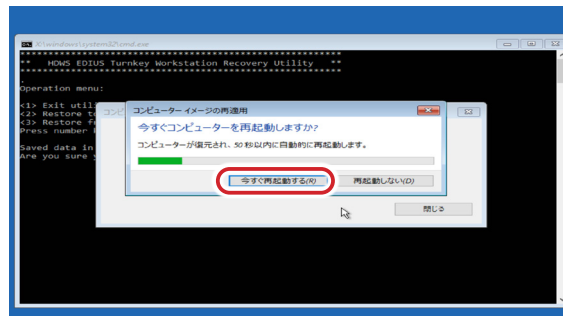 X:\windows\system32\cmd.exe
**************************************************
** HDWS EDIUS Turnkey Workstation Recovery Utility **
**************************************************
.
Operation menu:
<1> Exit utili
<2> Restore to
<3> Restore f
Press number
Saved data in
Are you sure
コンピ
コンピューター イメージの再適用
今すぐコンピューターを再起動しますか?
コンピューターが復元され、50 秒以内に自動的に再起動します。
今すぐ再起動する(R)
再起動しない(D)
閉じる